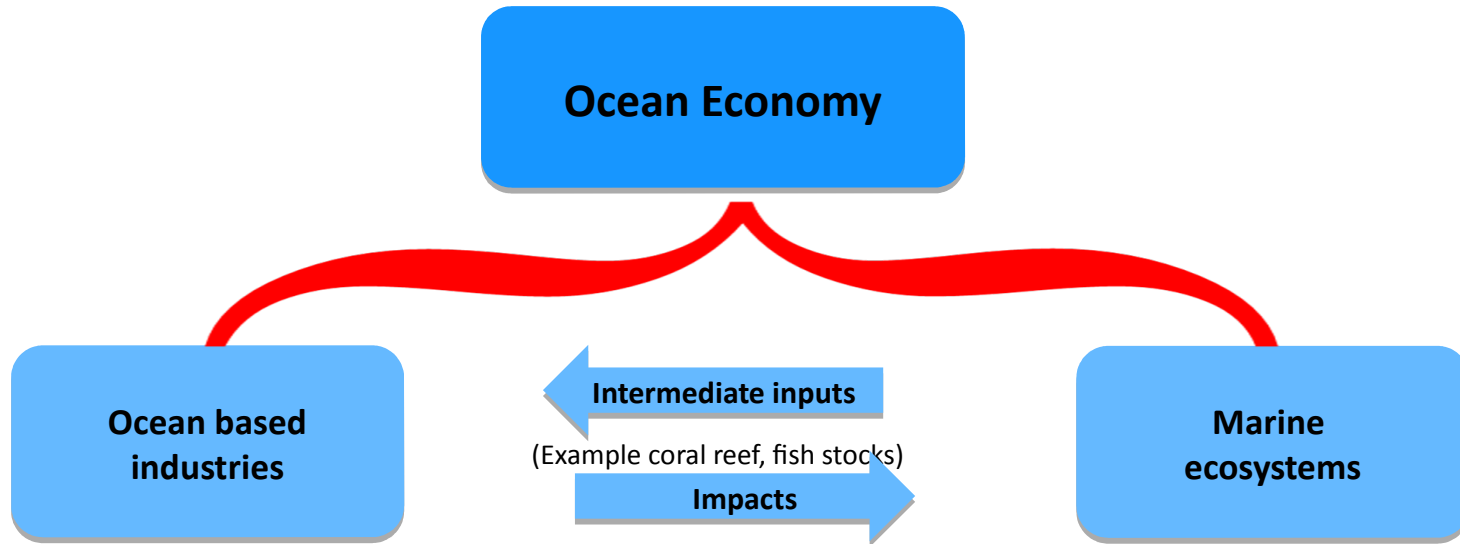 Ocean Economy
Ocean based
industries
Intermediate inputs
(Example coral reef, fish stocks)
Impacts
Marine
ecosystems